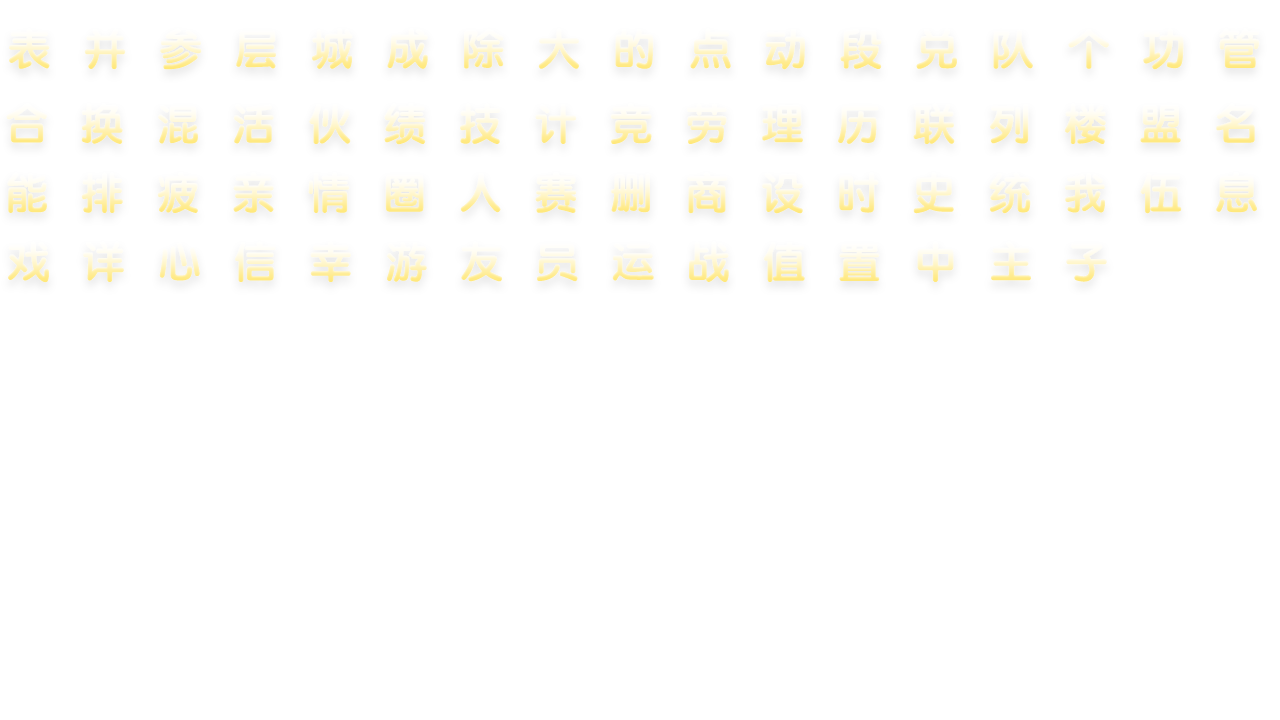 表 开 参 层 城 成 除 大 的 点 动 段 兑 队 个 功 管
合 换 混 活 伙 绩 技 计 竞 劳 理 历 联 列 楼 盟 名
能 排 疲 亲 情 圈 人 赛 删 商 设 时 史 统 我 伍 息
戏 详 心 信 幸 游 友 员 运 战 值 置 中 主 子